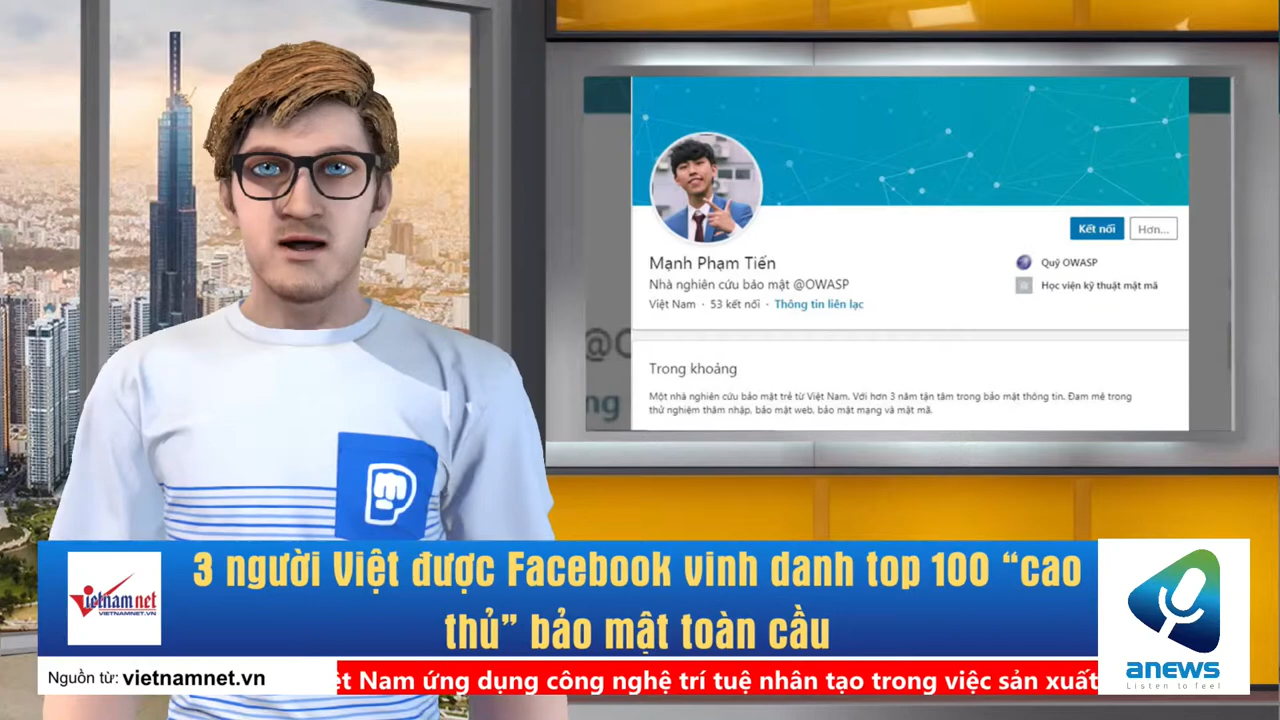 Kết nối
Hơn...
Mạnh Phạm Tiến
Nhà nghiên cứu bảo mật @OWASP
Việt Nam · 53 kết nối · Thông tin liên lạc
Quỹ OWASP
Học viện kỹ thuật mật mã
Trong khoảng
Một nhà nghiên cứu bảo mật trẻ từ Việt Nam. Với hơn 3 năm tận tâm trong bảo mật thông tin. Đam mê trong
thử nghiệm thâm nhập, bảo mật web, bảo mật mạng và mật mã.
3 người Việt được Facebook vinh danh top 100 “cao
thủ” bảo mật toàn cầu
Vietnamnet
VIETNAMNET.VN
Nguồn từ: vietnamnet.vn
ệt Nam ứng dụng công nghệ trí tuệ nhân tạo trong việc sản xuất
anews
Listen to feel